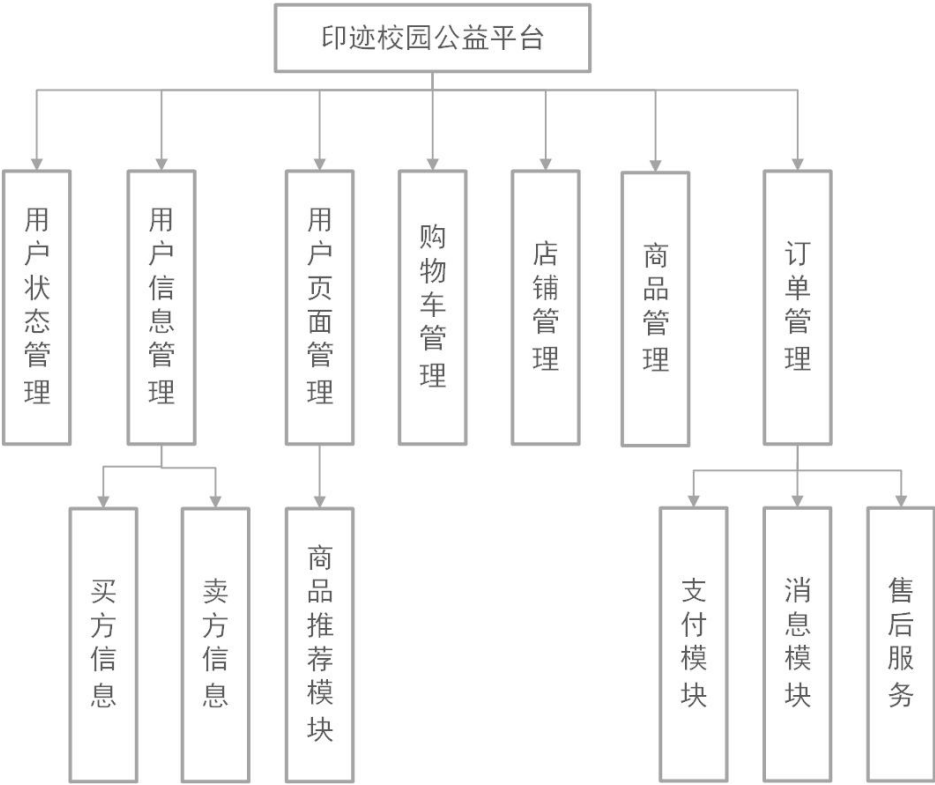 印迹校园公益平台
用户状态管理
用户信息管理
用户页面管理
购物车管理
店铺管理
商品管理
订单管理
买方信息
卖方信息
商品推荐模块
支付模块
消息模块
售后服务